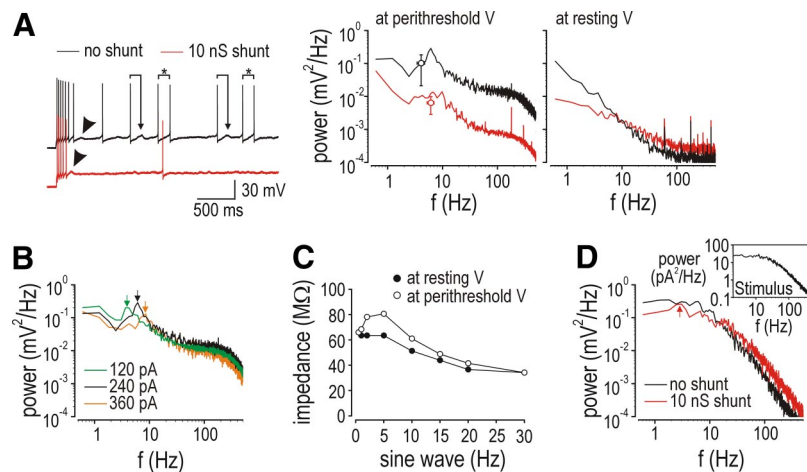 A
no shunt
10 nS shunt
*
*
30 mV
500 ms
at perithreshold V
at resting V
power (mV²/Hz)
10⁰
10⁻¹
10⁻²
10⁻³
10⁻⁴
1 10 100
1 10 100
f (Hz)
f (Hz)
B
power (mV²/Hz)
10⁰
10⁻¹
10⁻²
10⁻³
10⁻⁴
120 pA
240 pA
360 pA
1 10 100
f (Hz)
C
impedance (MΩ)
100
80
60
40
20
0
at resting V
at perithreshold V
0 5 10 15 20 25 30
sine wave (Hz)
D
power (mV²/Hz)
10⁰
10⁻¹
10⁻²
10⁻³
10⁻⁴
no shunt
10 nS shunt
1 10 100
f (Hz)
power
(pA²/Hz)
100
10
1
0.1
Stimulus
1 10 100
f (Hz)